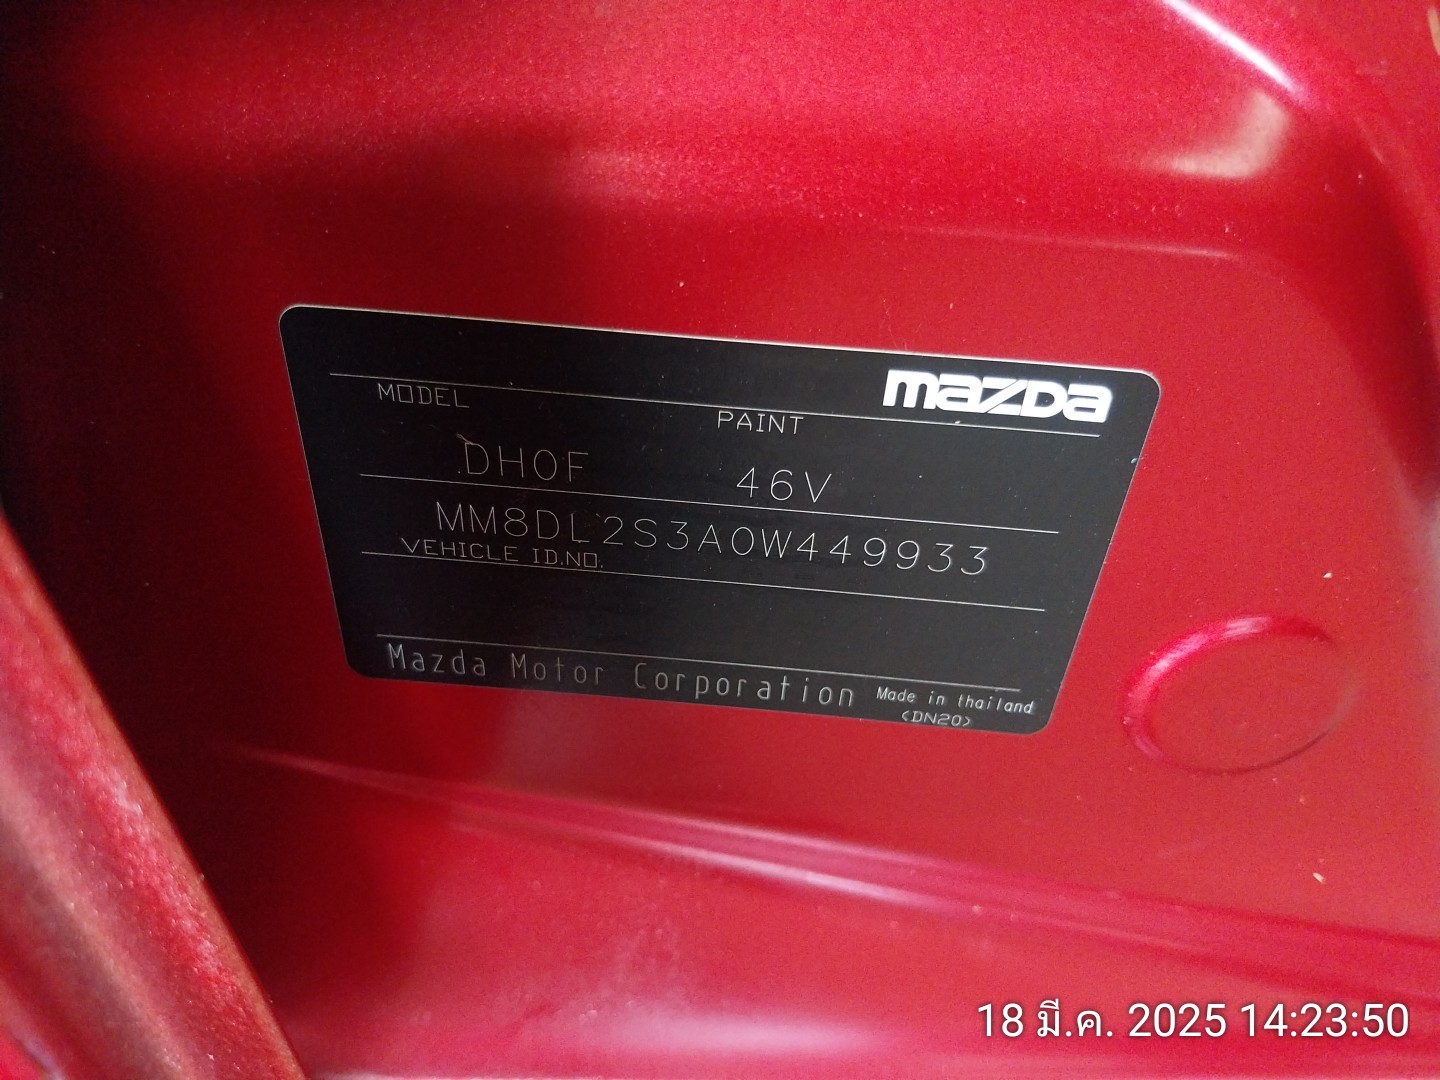 mazda
MODEL PAINT
DH0F 46V
MM8DL2S3A0W449933
VEHICLE ID.NO.
Mazda Motor Corporation Made in thailand
(DN20)
18 มี.ค. 2025 14:23:50